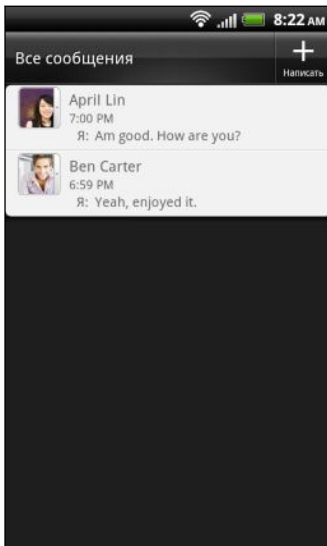 8:22 AM
Все сообщения
Написать
April Lin
7:00 PM
Я: Am good. How are you?
Ben Carter
6:59 PM
Я: Yeah, enjoyed it.